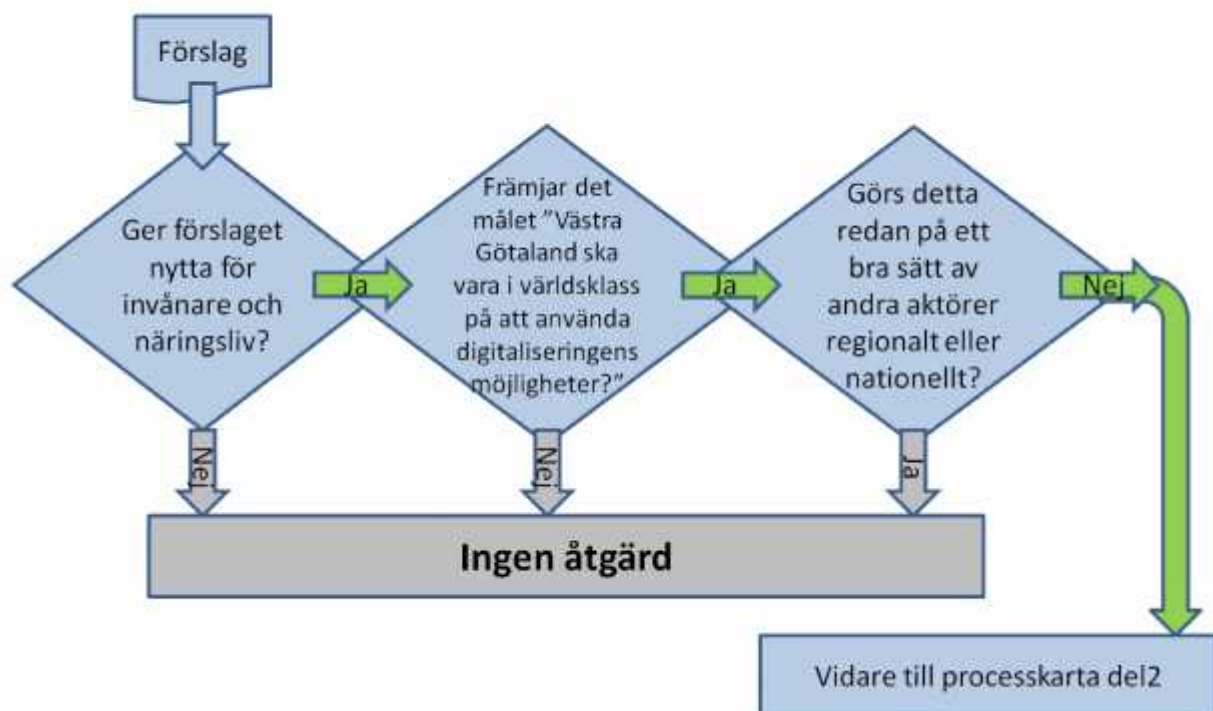 Förslag
Ger förslaget
nytta för
invånare och
näringsliv?
Ja
Främjar det
målet ”Västra
Götaland ska
vara i världsklass
på att använda
digitaliseringens
möjligheter?”
Ja
Görs detta
redan på ett
bra sätt av
andra aktörer
regionalt eller
nationellt?
Nej
Nej
Nej
Ja
Ingen åtgärd
Vidare till processkarta del2